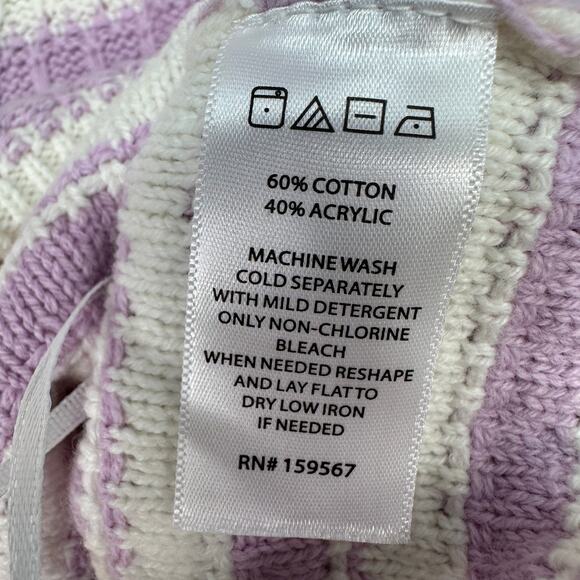 60% COTTON
40% ACRYLIC
MACHINE WASH
COLD SEPARATELY
WITH MILD DETERGENT
ONLY NON-CHLORINE
BLEACH
WHEN NEEDED RESHAPE
AND LAY FLAT TO
DRY LOW IRON
IF NEEDED
RN# 159567